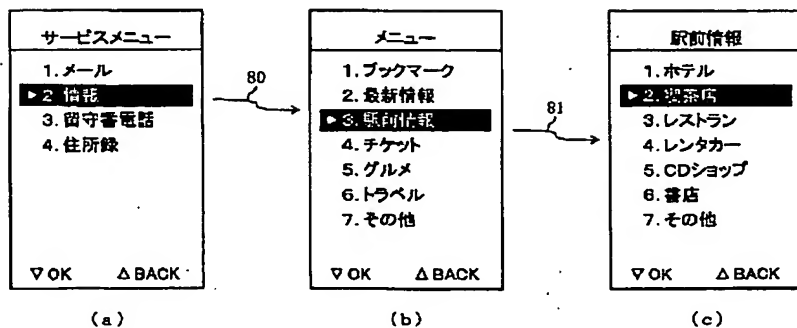 サービスメニュー
1.メール
▶2 情報
3.留守番電話
4.住所録
▽OK △BACK
(a)
80
メニュー
1.ブックマーク
2.最新情報
▶3.駅前情報
4.チケット
5.グルメ
6.トラベル
7.その他
▽OK △BACK
(b)
81
駅前情報
1.ホテル
▶2.喫茶店
3.レストラン
4.レンタカー
5.CDショップ
6.書店
7.その他
▽OK △BACK
(c)